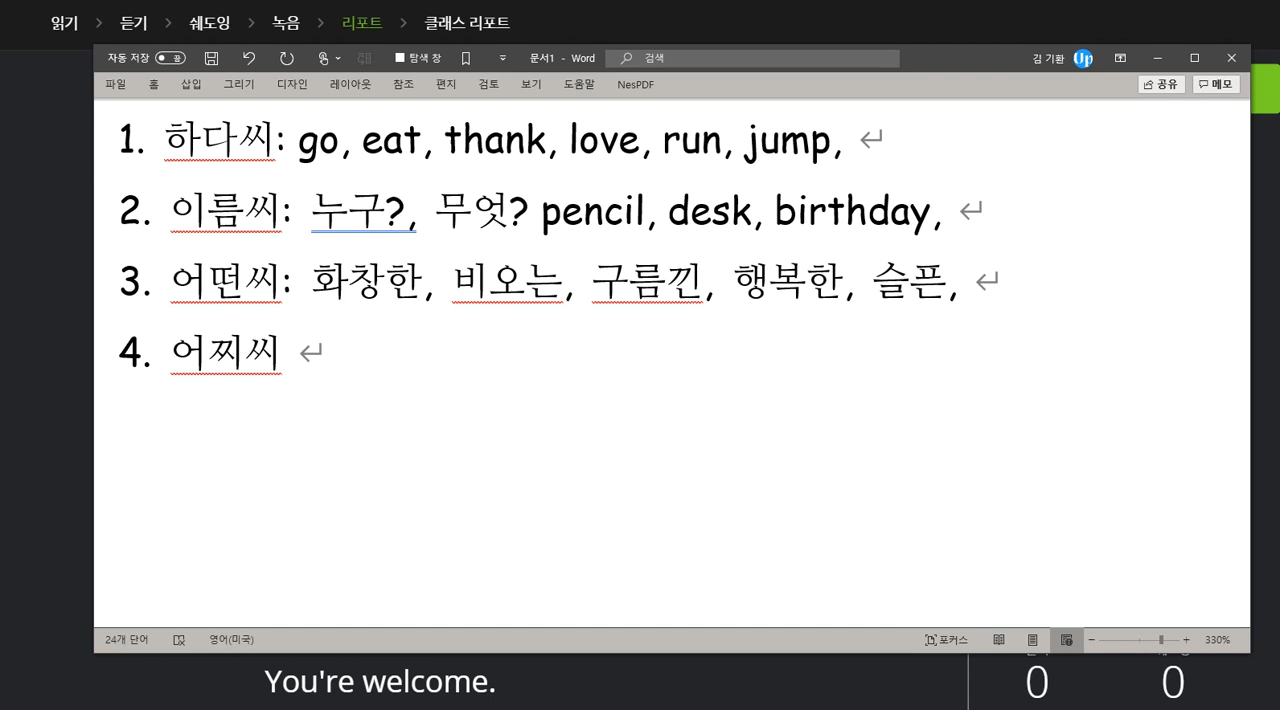 읽기 > 듣기 > 쉐도잉 > 녹음 > 리포트 > 클래스 리포트
자동 저장 끔 탐색 창 문서1 - Word 검색 김 기환 Up
파일 홈 삽입 그리기 디자인 레이아웃 참조 편지 검토 보기 도움말 NesPDF 공유 메모
1. 하다씨: go, eat, thank, love, run, jump,
2. 이름씨: 누구?, 무엇? pencil, desk, birthday,
3. 어떤씨: 화창한, 비오는, 구름낀, 행복한, 슬픈,
4. 어찌씨
24개 단어 영어(미국) 포커스 330%
You're welcome. 0 0